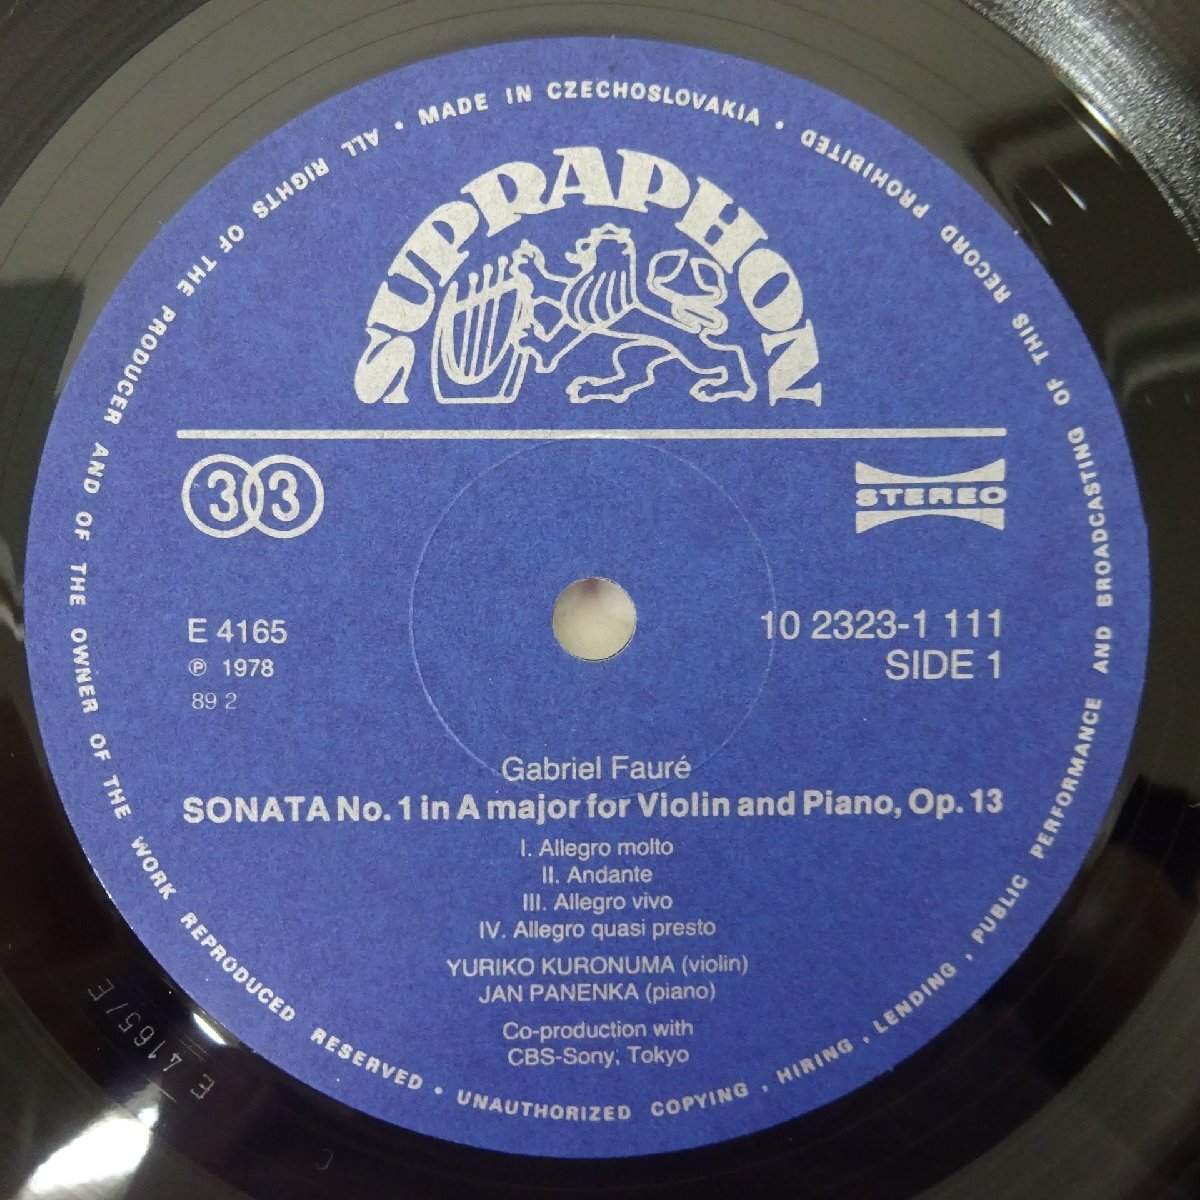 ALL RIGHTS OF THE PRODUCER AND OF THE OWNER OF THE WORK REPRODUCED RESERVED • UNAUTHORIZED COPYING, HIRING, LENDING, PUBLIC PERFORMANCE AND BROADCASTING OF THIS RECORD PROHIBITED • MADE IN CZECHOSLOVAKIA •
SUPRAPHON
33
STEREO
E 4165
℗ 1978
89 2
10 2323-1 111
SIDE 1
Gabriel Fauré
SONATA No. 1 in A major for Violin and Piano, Op. 13
I. Allegro molto
II. Andante
III. Allegro vivo
IV. Allegro quasi presto
YURIKO KURONUMA (violin)
JAN PANENKA (piano)
Co-production with
CBS-Sony, Tokyo
E 4165/E
C